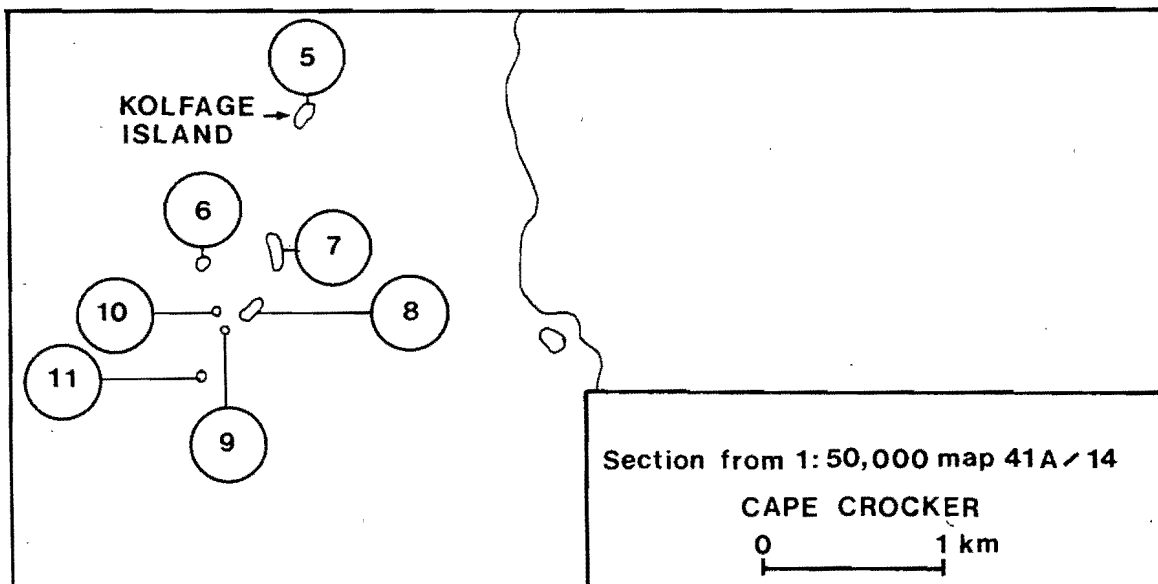 5
KOLFAGE
ISLAND
6
7
10
8
11
9
Section from 1:50,000 map 41A/14
CAPE CROCKER
0 1 km